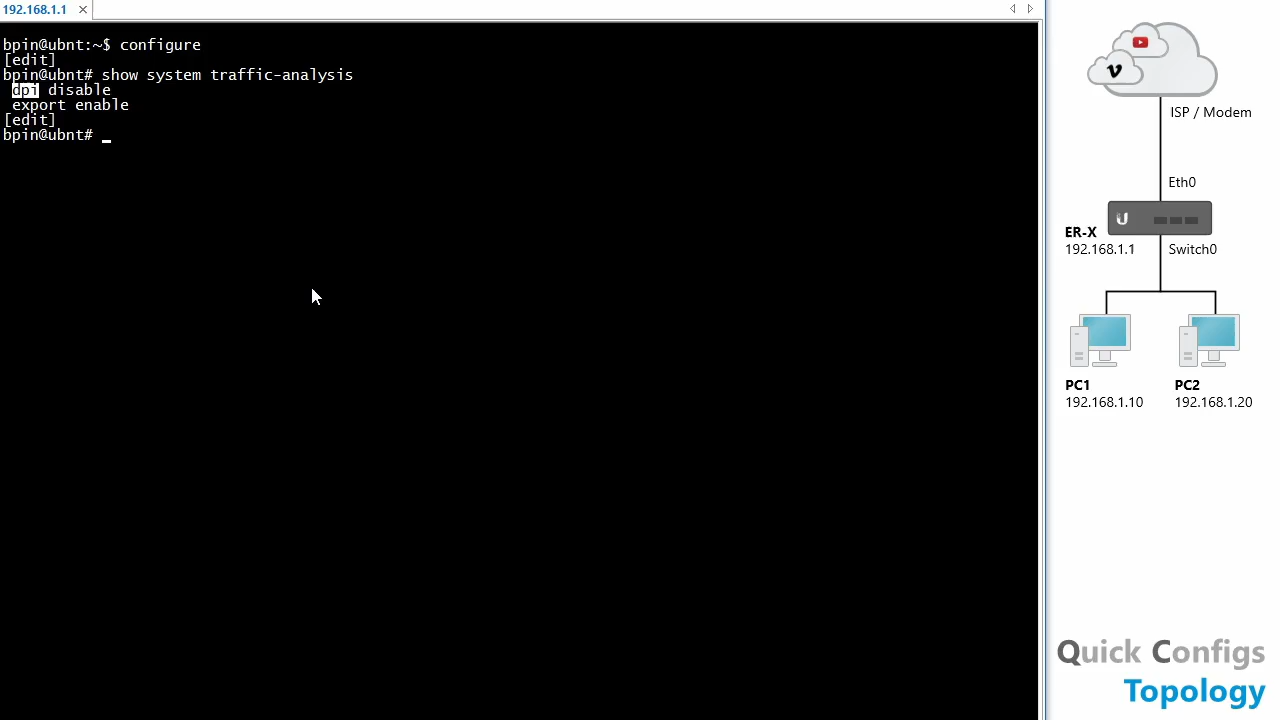 192.168.1.1
bpin@ubnt:~$ configure
[edit]
bpin@ubnt# show system traffic-analysis
dpi disable
export enable
[edit]
bpin@ubnt#
ISP / Modem
Eth0
ER-X
192.168.1.1
Switch0
PC1
192.168.1.10
PC2
192.168.1.20
Quick Configs
Topology